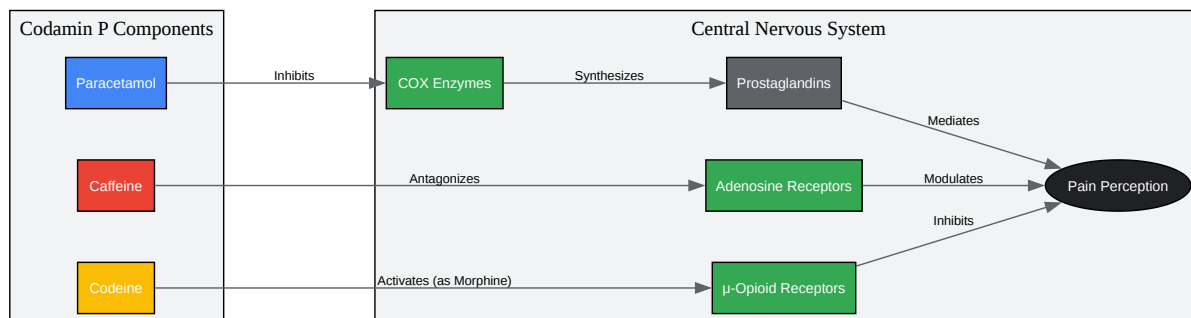 Codamin P Components
Central Nervous System
Paracetamol
Inhibits
COX Enzymes
Synthesizes
Prostaglandins
Mediates
Caffeine
Antagonizes
Adenosine Receptors
Modulates
Pain Perception
Inhibits
Codeine
Activates (as Morphine)
μ-Opioid Receptors